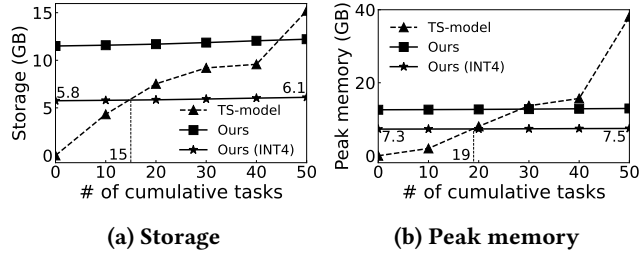 Storage (GB)
15
10
5
0
5.8
6.1
15
TS-model
Ours
Ours (INT4)
0 10 20 30 40 50
# of cumulative tasks
(a) Storage
Peak memory (GB)
40
20
0
TS-model
Ours
Ours (INT4)
7.3
7.5
19
0 10 20 30 40 50
# of cumulative tasks
(b) Peak memory